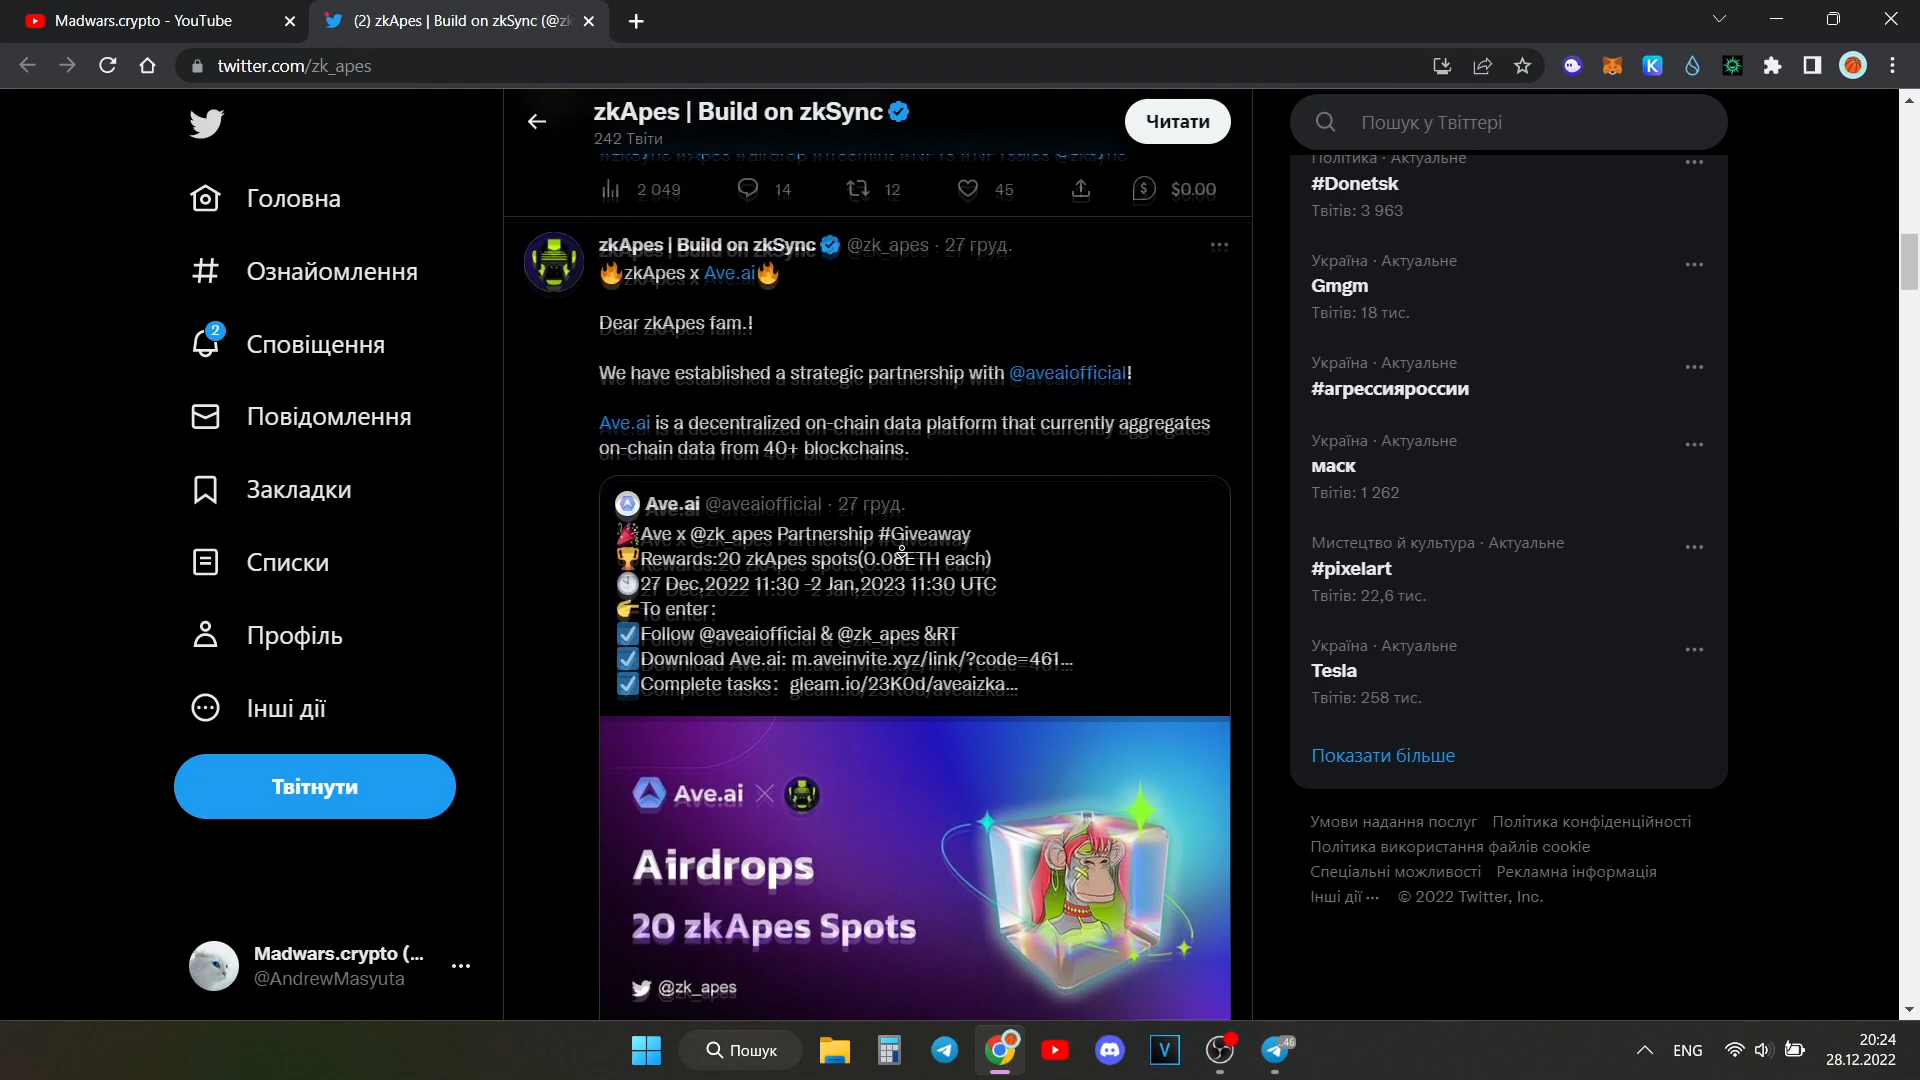 Madwars.crypto - YouTube
(2) zkApes | Build on zkSync (@zk
twitter.com/zk_apes
Головна
Ознайомлення
2
Сповіщення
Повідомлення
Закладки
Списки
Профіль
Інші дії
Твітнути
Madwars.crypto (...
@AndrewMasyuta
zkApes | Build on zkSync
242 Твіти
Читати
#zkSync #Apes #airdrop #freemint #NFTs #NFTsales @zksync
2 049 14 12 45 $0.00
zkApes | Build on zkSync @zk_apes · 27 груд.
🔥zkApes x Ave.ai🔥
Dear zkApes fam.!
We have established a strategic partnership with @aveaiofficial!
Ave.ai is a decentralized on-chain data platform that currently aggregates
on-chain data from 40+ blockchains.
Ave.ai @aveaiofficial · 27 груд.
🎉Ave x @zk_apes Partnership #Giveaway
🏆Rewards:20 zkApes spots(0.08ETH each)
🕚27 Dec,2022 11:30 -2 Jan,2023 11:30 UTC
👉To enter:
☑️Follow @aveaiofficial & @zk_apes &RT
☑️Download Ave.ai: m.aveinvite.xyz/link/?code=461...
☑️Complete tasks: gleam.io/23K0d/aveaizka...
Ave.ai
Airdrops
20 zkApes Spots
@zk_apes
Пошук у Твіттері
Політика · Актуальне
#Donetsk
Твітів: 3 963
Україна · Актуальне
Gmgm
Твітів: 18 тис.
Україна · Актуальне
#агрессияроссии
Україна · Актуальне
маск
Твітів: 1 262
Мистецтво й культура · Актуальне
#pixelart
Твітів: 22,6 тис.
Україна · Актуальне
Tesla
Твітів: 258 тис.
Показати більше
Умови надання послуг Політика конфіденційності
Політика використання файлів cookie
Спеціальні можливості Рекламна інформація
Інші дії ··· © 2022 Twitter, Inc.
Пошук
V
..46
ENG
20:24
28.12.2022